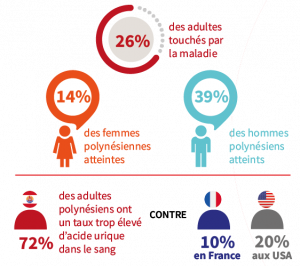 26%
des adultes
touchés par
la maladie
14%
des femmes
polynésiennes
atteintes
39%
des hommes
polynésiens
atteints
72%
des adultes
polynésiens ont
un taux trop élevé
d'acide urique
dans le sang
CONTRE
10%
en France
20%
aux USA